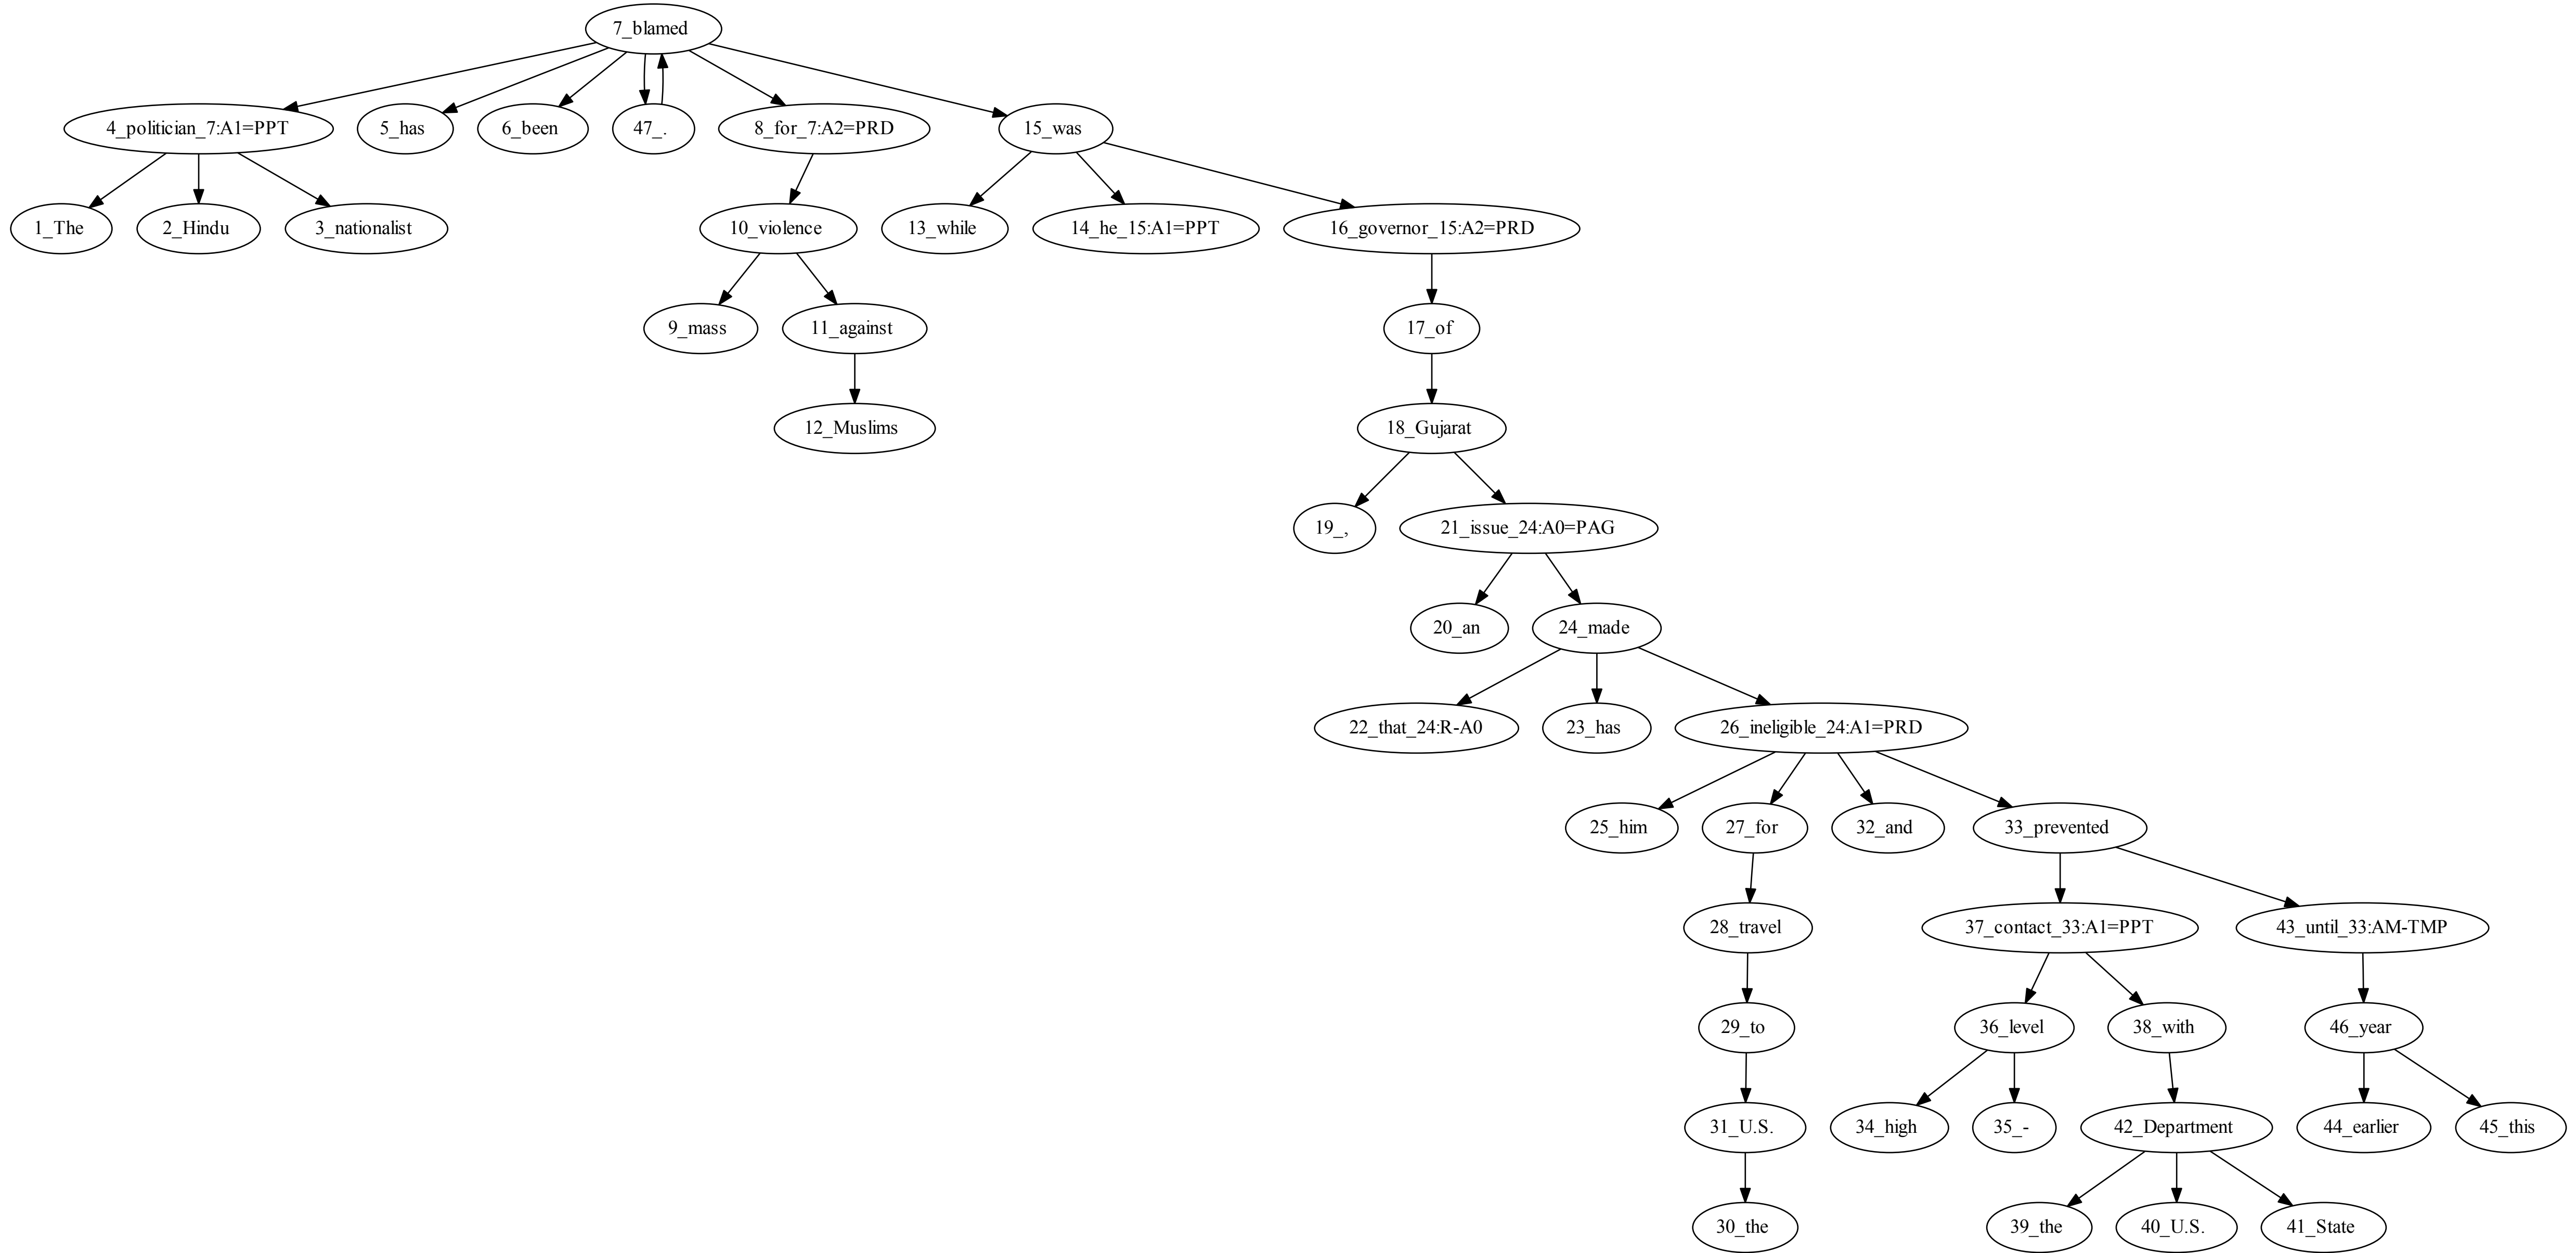 7_blamed
4_politician_7:A1=PPT 5_has 6_been 47_. 8_for_7:A2=PRD 15_was
1_The 2_Hindu 3_nationalist 10_violence 13_while 14_he_15:A1=PPT 16_governor_15:A2=PRD
9_mass 11_against 17_of
12_Muslims 18_Gujarat
19_, 21_issue_24:A0=PAG
20_an 24_made
22_that_24:R-A0 23_has 26_ineligible_24:A1=PRD
25_him 27_for 32_and 33_prevented
28_travel 37_contact_33:A1=PPT 43_until_33:AM-TMP
29_to 36_level 38_with 46_year
31_U.S. 34_high 35_- 42_Department 44_earlier 45_this
30_the 39_the 40_U.S. 41_State